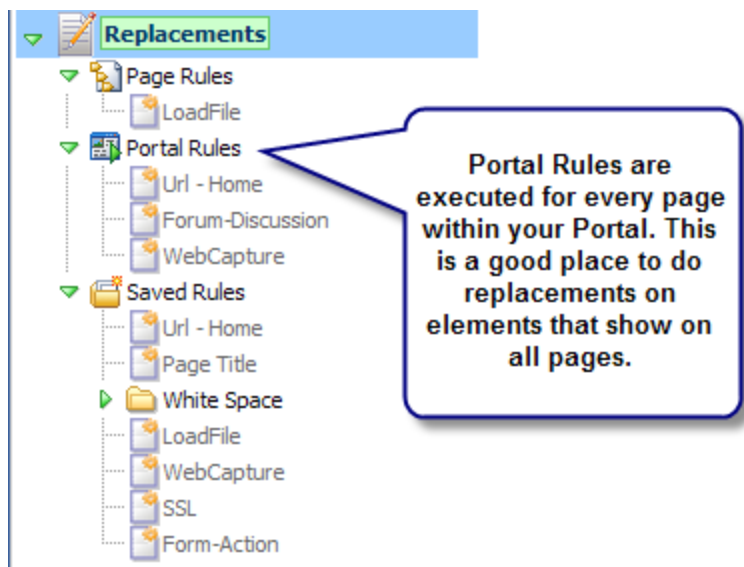 Replacements
Page Rules
LoadFile
Portal Rules
Url - Home
Forum-Discussion
WebCapture
Saved Rules
Url - Home
Page Title
White Space
LoadFile
WebCapture
SSL
Form-Action
Portal Rules are
executed for every page
within your Portal. This
is a good place to do
replacements on
elements that show on
all pages.